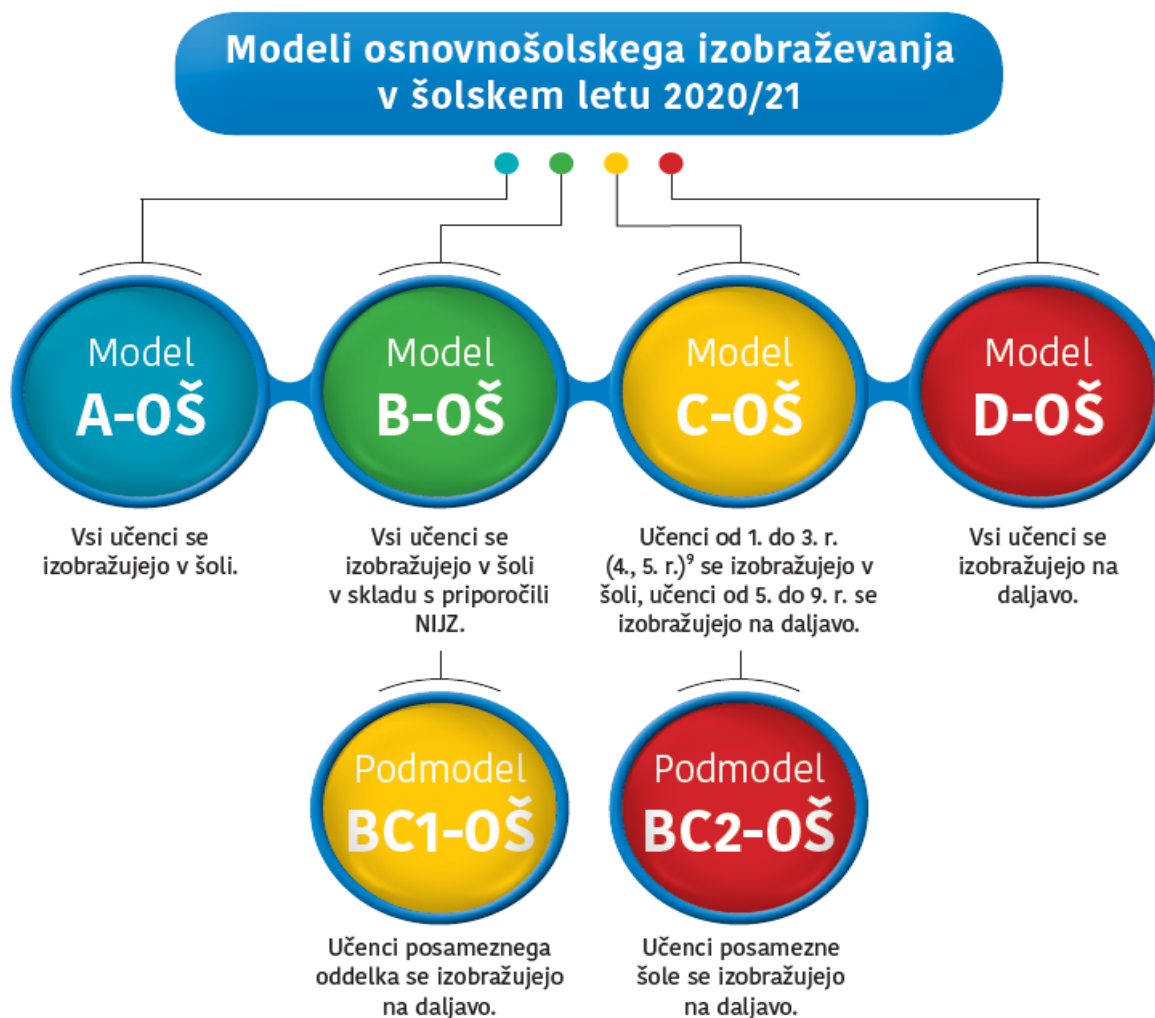 Modeli osnovnošolskega izobraževanja
v šolskem letu 2020/21
Model
A-OŠ
Vsi učenci se
izobražujejo v šoli.
Model
B-OŠ
Vsi učenci se
izobražujejo v šoli
v skladu s priporočili
NIJZ.
Model
C-OŠ
Učenci od 1. do 3. r.
(4., 5. r.)⁹ se izobražujejo v
šoli, učenci od 5. do 9. r. se
izobražujejo na daljavo.
Model
D-OŠ
Vsi učenci se
izobražujejo na
daljavo.
Podmodel
BC1-OŠ
Učenci posameznega
oddelka se izobražujejo
na daljavo.
Podmodel
BC2-OŠ
Učenci posamezne
šole se izobražujejo
na daljavo.